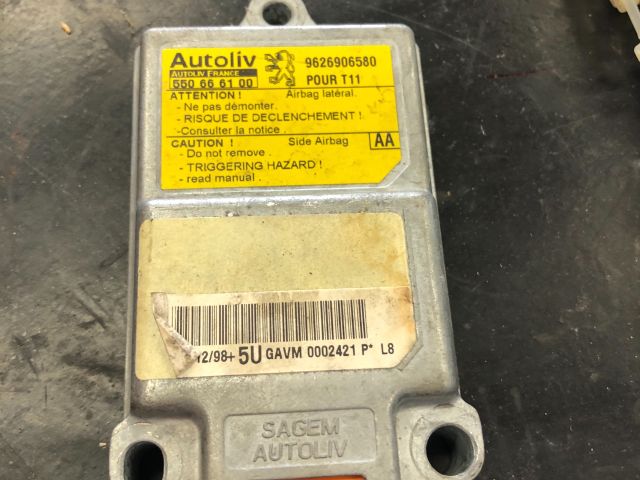 Autoliv 9626906580
AUTOLIV FRANCE POUR T11
550 66 61 00
ATTENTION ! Airbag latéral.
- Ne pas démonter.
- RISQUE DE DECLENCHEMENT !
-Consulter la notice .
CAUTION ! Side Airbag AA
- Do not remove .
- TRIGGERING HAZARD !
- read manual .
12/98+ 5U GAVM 0002421 P* L8
SAGEM
AUTOLIV